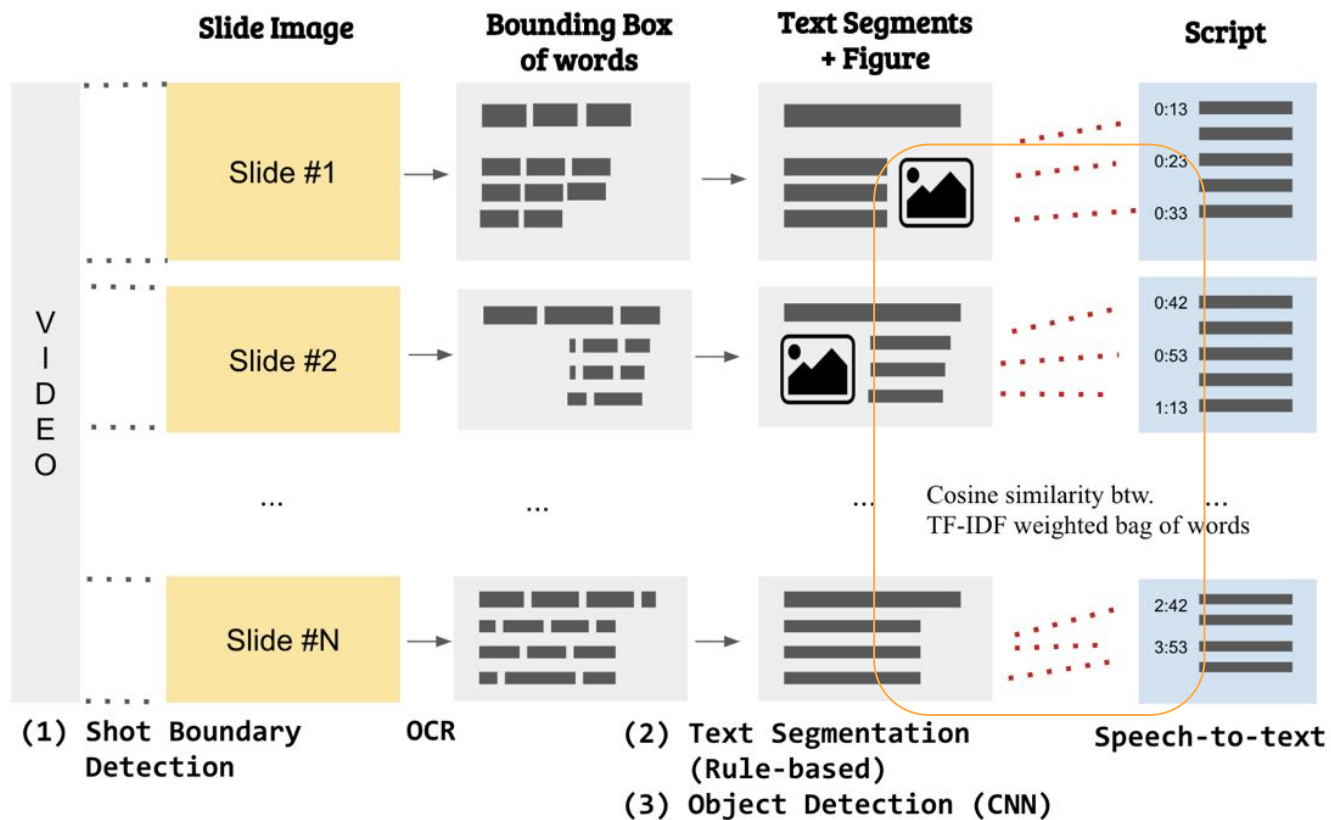 Slide Image
Bounding Box
of words
Text Segments
+ Figure
Script
VIDEO
Slide #1
0:13
0:23
0:33
Slide #2
0:42
0:53
1:13
...
...
...
Cosine similarity btw.
TF-IDF weighted bag of words
...
Slide #N
2:42
3:53
(1) Shot Boundary
Detection
OCR
(2) Text Segmentation
(Rule-based)
(3) Object Detection (CNN)
Speech-to-text